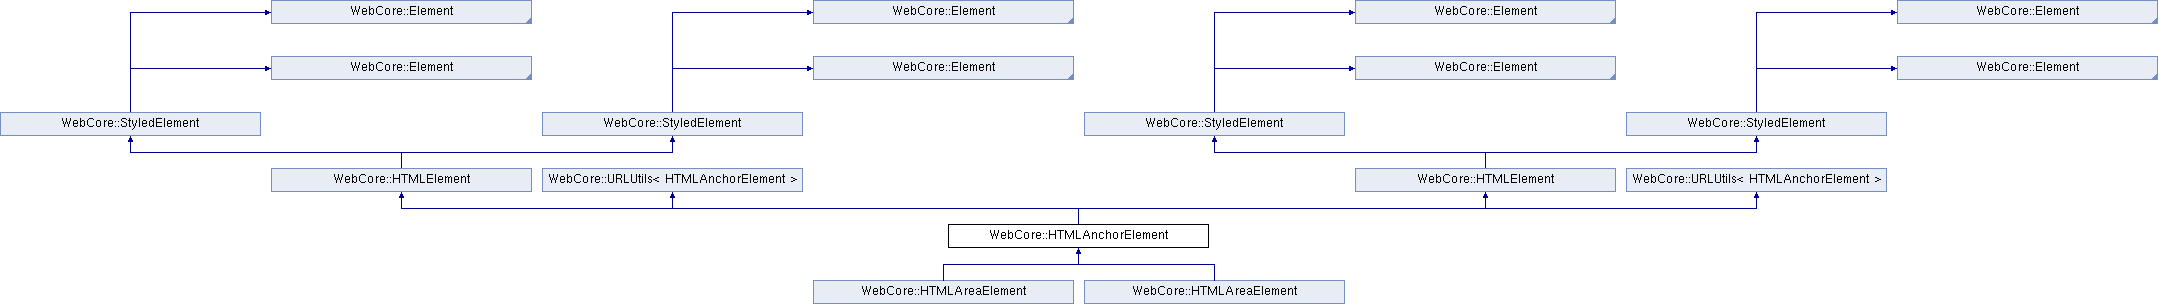 WebCore::Element WebCore::Element WebCore::Element WebCore::Element
WebCore::Element WebCore::Element WebCore::Element WebCore::Element
WebCore::StyledElement WebCore::StyledElement WebCore::StyledElement WebCore::StyledElement
WebCore::HTMLElement WebCore::URLUtils< HTMLAnchorElement > WebCore::HTMLElement WebCore::URLUtils< HTMLAnchorElement >
WebCore::HTMLAnchorElement
WebCore::HTMLAreaElement WebCore::HTMLAreaElement